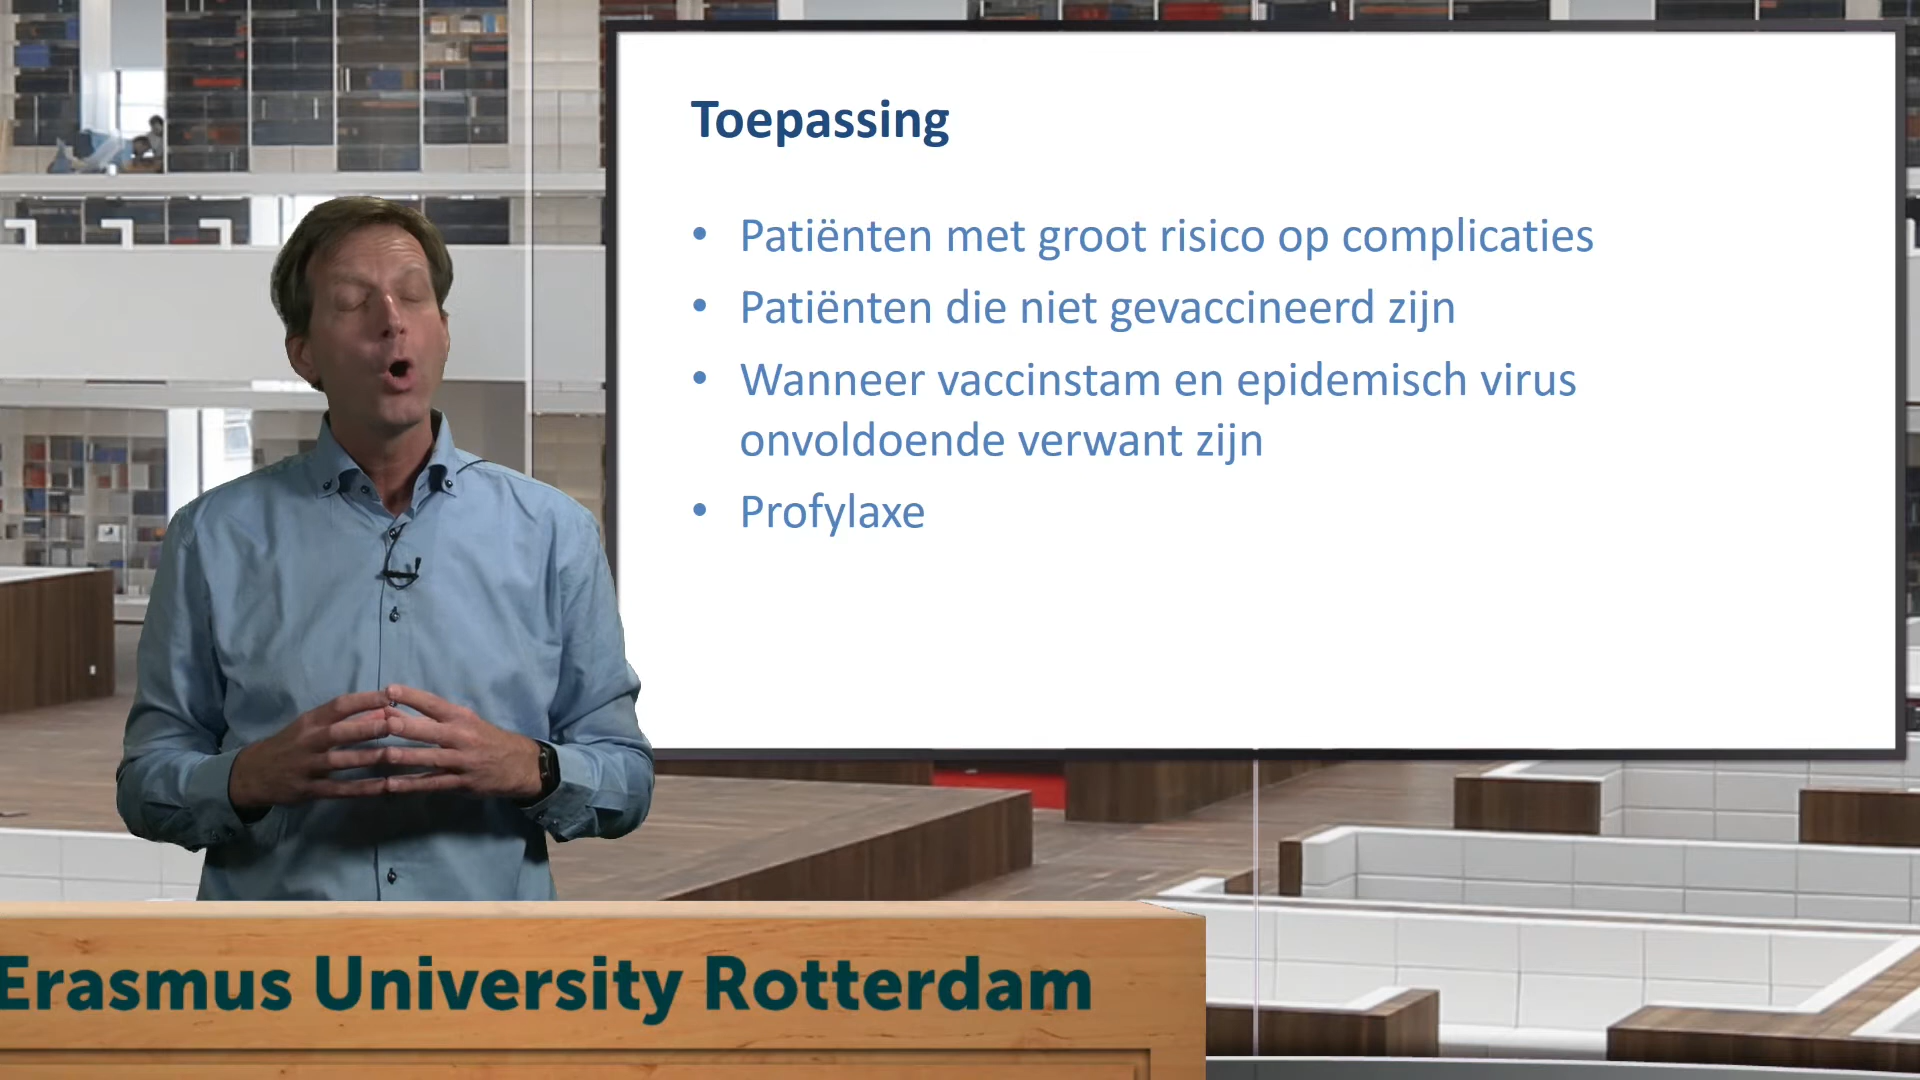 Toepassing
• Patiënten met groot risico op complicaties
• Patiënten die niet gevaccineerd zijn
• Wanneer vaccinstam en epidemisch virus
onvoldoende verwant zijn
• Profylaxe
Erasmus University Rotterdam